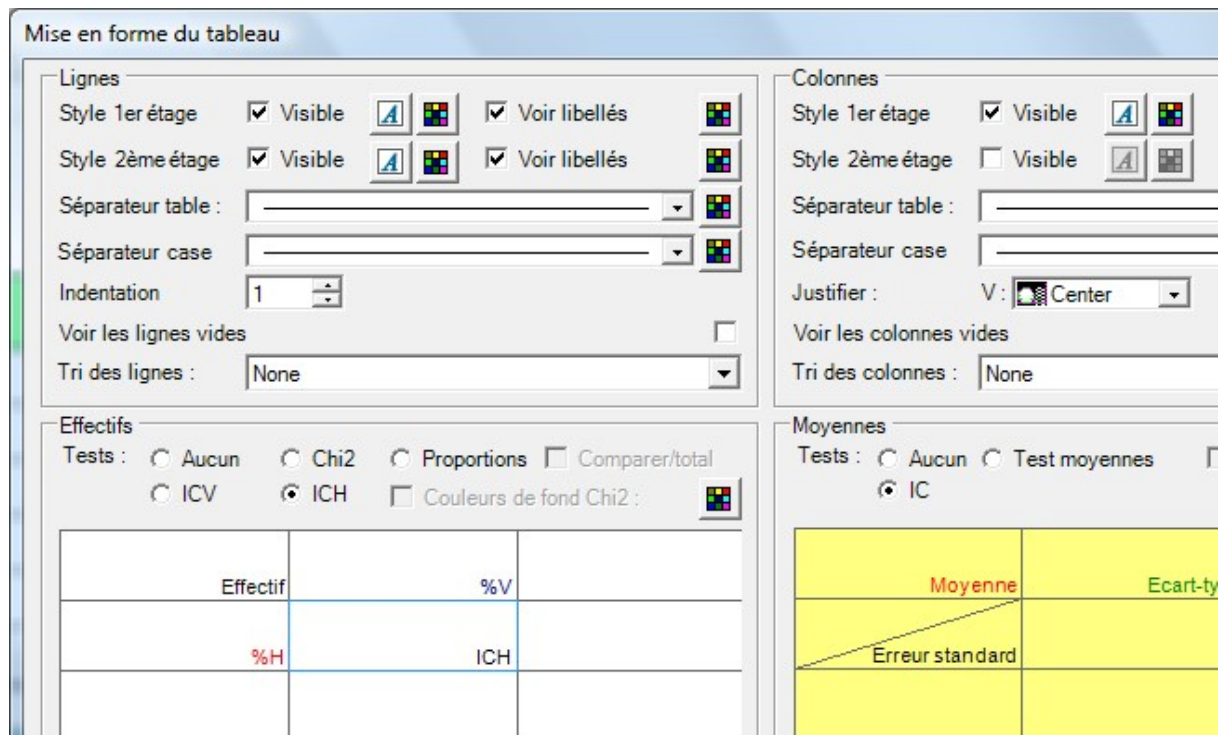 Mise en forme du tableau
Lignes
Style 1er étage Visible A Voir libellés
Style 2ème étage Visible A Voir libellés
Séparateur table :
Séparateur case
Indentation 1
Voir les lignes vides
Tri des lignes : None
Colonnes
Style 1er étage Visible A
Style 2ème étage Visible A
Séparateur table :
Séparateur case
Justifier : V : Center
Voir les colonnes vides
Tri des colonnes : None
Effectifs
Tests : Aucun Chi2 Proportions Comparer/total
ICV ICH Couleurs de fond Chi2 :
Effectif %V
%H ICH
Moyennes
Tests : Aucun Test moyennes
IC
Moyenne Ecart-ty
Erreur standard